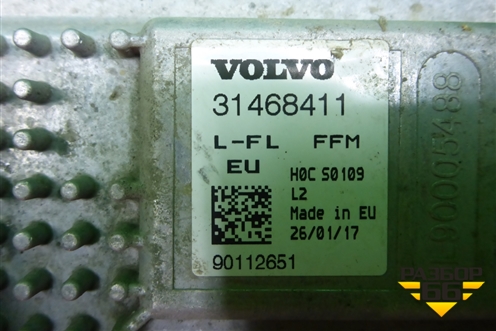 VOLVO
31468411
L-FL FFM
EU H0C S0109
L2
Made in EU
26/01/17
90112651
90005488
РАЗБОР
66